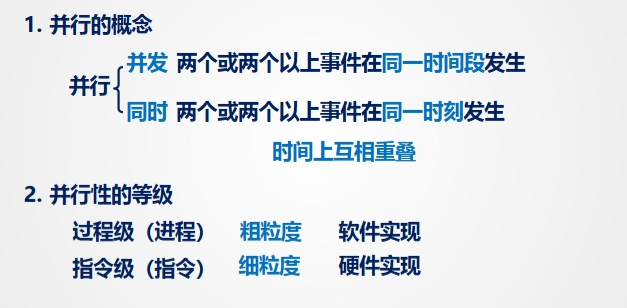 1. 并行的概念
并发 两个或两个以上事件在同一时间段发生
并行
同时 两个或两个以上事件在同一时刻发生
时间上互相重叠
2. 并行性的等级
过程级（进程） 粗粒度 软件实现
指令级（指令） 细粒度 硬件实现